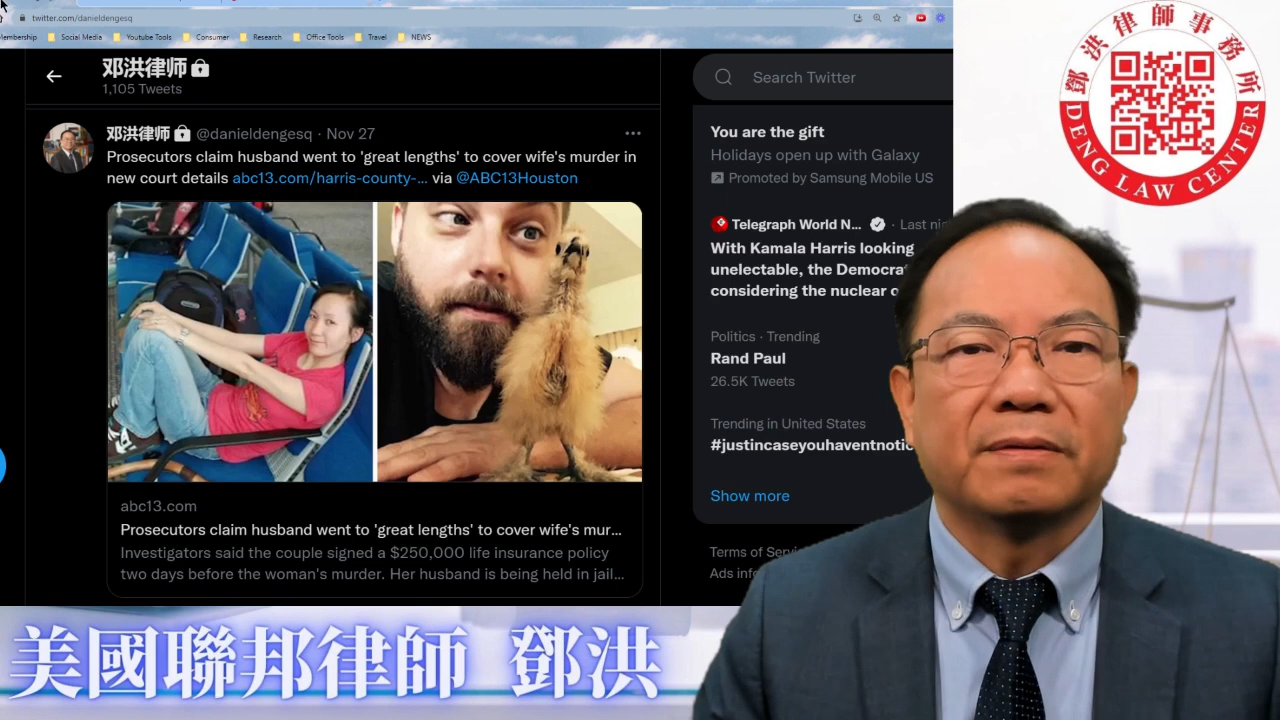 twitter.com/danieldengesq
Membership Social Media Youtube Tools Consumer Research Office Tools Travel NEWS
邓洪律师
1,105 Tweets
邓洪律师 @danieldengesq · Nov 27
Prosecutors claim husband went to 'great lengths' to cover wife's murder in
new court details abc13.com/harris-county-... via @ABC13Houston
abc13.com
Prosecutors claim husband went to 'great lengths' to cover wife's mur...
Investigators said the couple signed a $250,000 life insurance policy
two days before the woman's murder. Her husband is being held in jail...
Search Twitter
You are the gift
Holidays open up with Galaxy
Promoted by Samsung Mobile US
Telegraph World N... · Last nig
With Kamala Harris looking
unelectable, the Democra
considering the nuclear o
Politics · Trending
Rand Paul
26.5K Tweets
Trending in United States
#justincaseyouhaventnotic
Show more
Terms of Servi
Ads info
鄧洪律師事務所
DENG LAW CENTER
美國聯邦律師 鄧洪